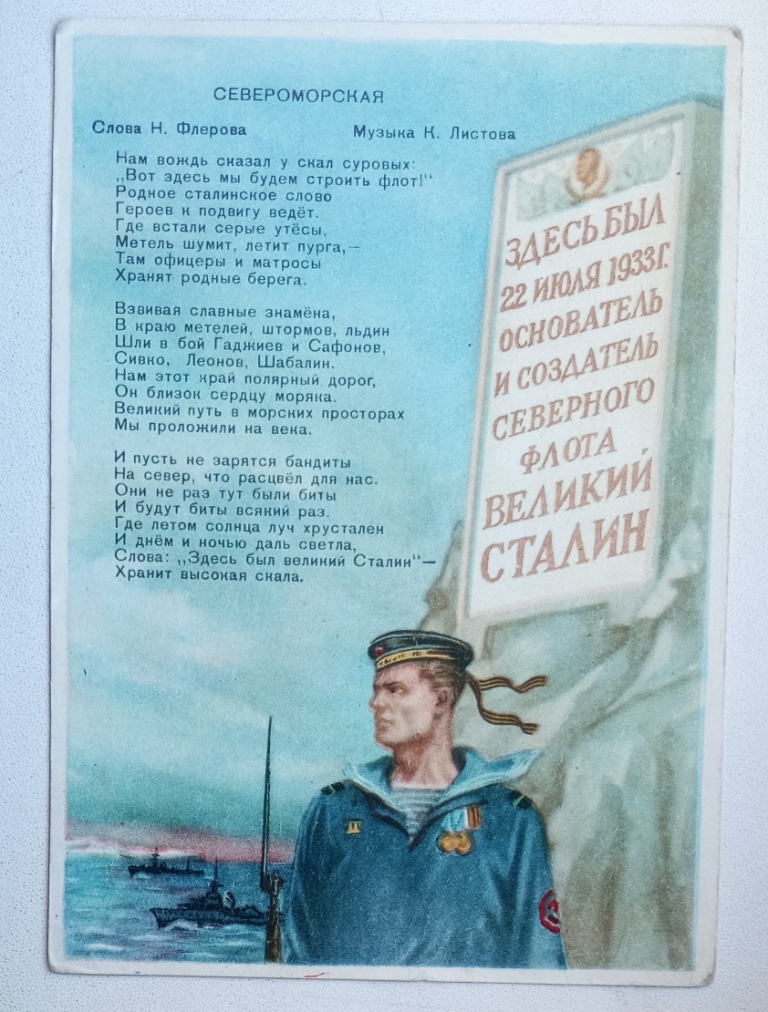 СЕВЕРОМОРСКАЯ
Слова Н. Флерова Музыка К. Листова
Нам вождь сказал у скал суровых:
„Вот здесь мы будем строить флот!“
Родное сталинское слово
Героев к подвигу ведёт.
Где встали серые утёсы,
Метель шумит, летит пурга,—
Там офицеры и матросы
Хранят родные берега.
Взвивая славные знамёна,
В краю метелей, штормов, льдин
Шли в бой Гаджиев и Сафонов,
Сивко, Леонов, Шабалин.
Нам этот край полярный дорог,
Он близок сердцу моряка.
Великий путь в морских просторах
Мы проложили на века.
И пусть не зарятся бандиты
На север, что расцвёл для нас.
Они не раз тут были биты
И будут биты всякий раз.
Где летом солнца луч хрустален
И днём и ночью даль светла,
Слова: „Здесь был великий Сталин“—
Хранит высокая скала.
ЗДЕСЬ БЫЛ
22 ИЮЛЯ 1933 Г.
ОСНОВАТЕЛЬ
И СОЗДАТЕЛЬ
СЕВЕРНОГО
ФЛОТА
ВЕЛИКИЙ
СТАЛИН